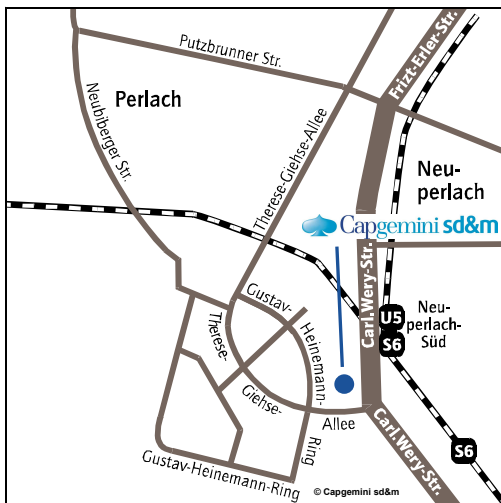 Putzbrunner Str.
Frizt-Erler-Str.
Neubiberger Str.
Perlach
Therese-Giehse-Allee
Neu-
perlach
Capgemini sd&m
Carl.Wery-Str.
Gustav-
Heinemann-
Ring
Therese-
Giehse-
Allee
U5
S6
Neu-
perlach-
Süd
Carl.Wery-Str.
S6
Gustav-Heinemann-Ring
© Capgemini sd&m